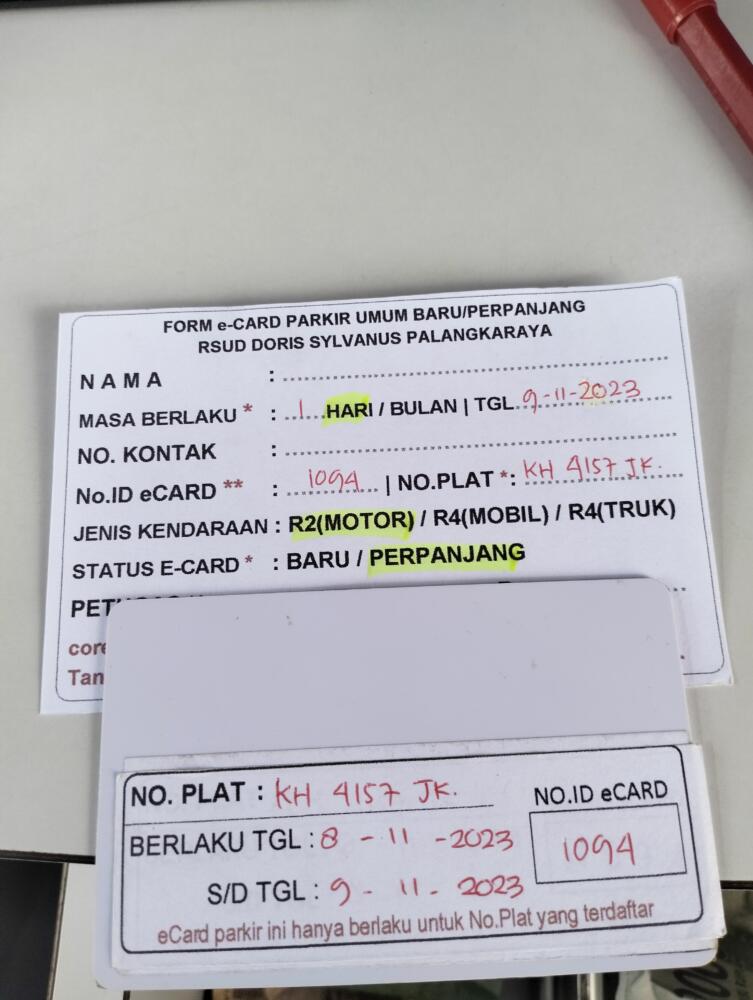 FORM e-CARD PARKIR UMUM BARU/PERPANJANG
RSUD DORIS SYLVANUS PALANGKARAYA
NAMA :
MASA BERLAKU * : 1 HARI / BULAN | TGL 9-11-2023
NO. KONTAK :
No.ID eCARD ** : 1094 | NO.PLAT *: KH 4157 JK.
JENIS KENDARAAN : R2(MOTOR) / R4(MOBIL) / R4(TRUK)
STATUS E-CARD * : BARU / PERPANJANG
NO. PLAT : KH 4157 JK.
NO.ID eCARD
BERLAKU TGL : 8 - 11 - 2023
1094
S/D TGL : 9 - 11 - 2023
eCard parkir ini hanya berlaku untuk No.Plat yang terdaftar